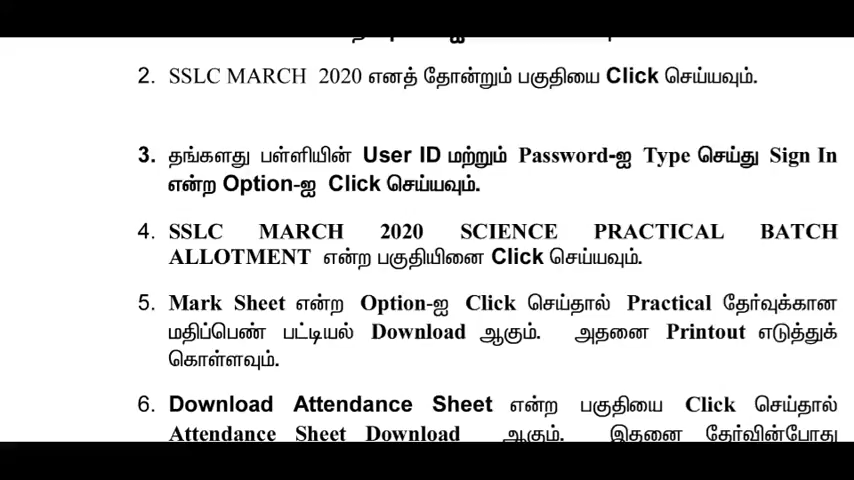 2. SSLC MARCH 2020 எனத் தோன்றும் பகுதியை Click செய்யவும்.
3. தங்களது பள்ளியின் User ID மற்றும் Password-ஐ Type செய்து Sign In
என்ற Option-ஐ Click செய்யவும்.
4. SSLC MARCH 2020 SCIENCE PRACTICAL BATCH
ALLOTMENT என்ற பகுதியினை Click செய்யவும்.
5. Mark Sheet என்ற Option-ஐ Click செய்தால் Practical தேர்வுக்கான
மதிப்பெண் பட்டியல் Download ஆகும். அதனை Printout எடுத்துக்
கொள்ளவும்.
6. Download Attendance Sheet என்ற பகுதியை Click செய்தால்
Attendance Sheet Download ஆகும். இதனை தேர்வின்போது